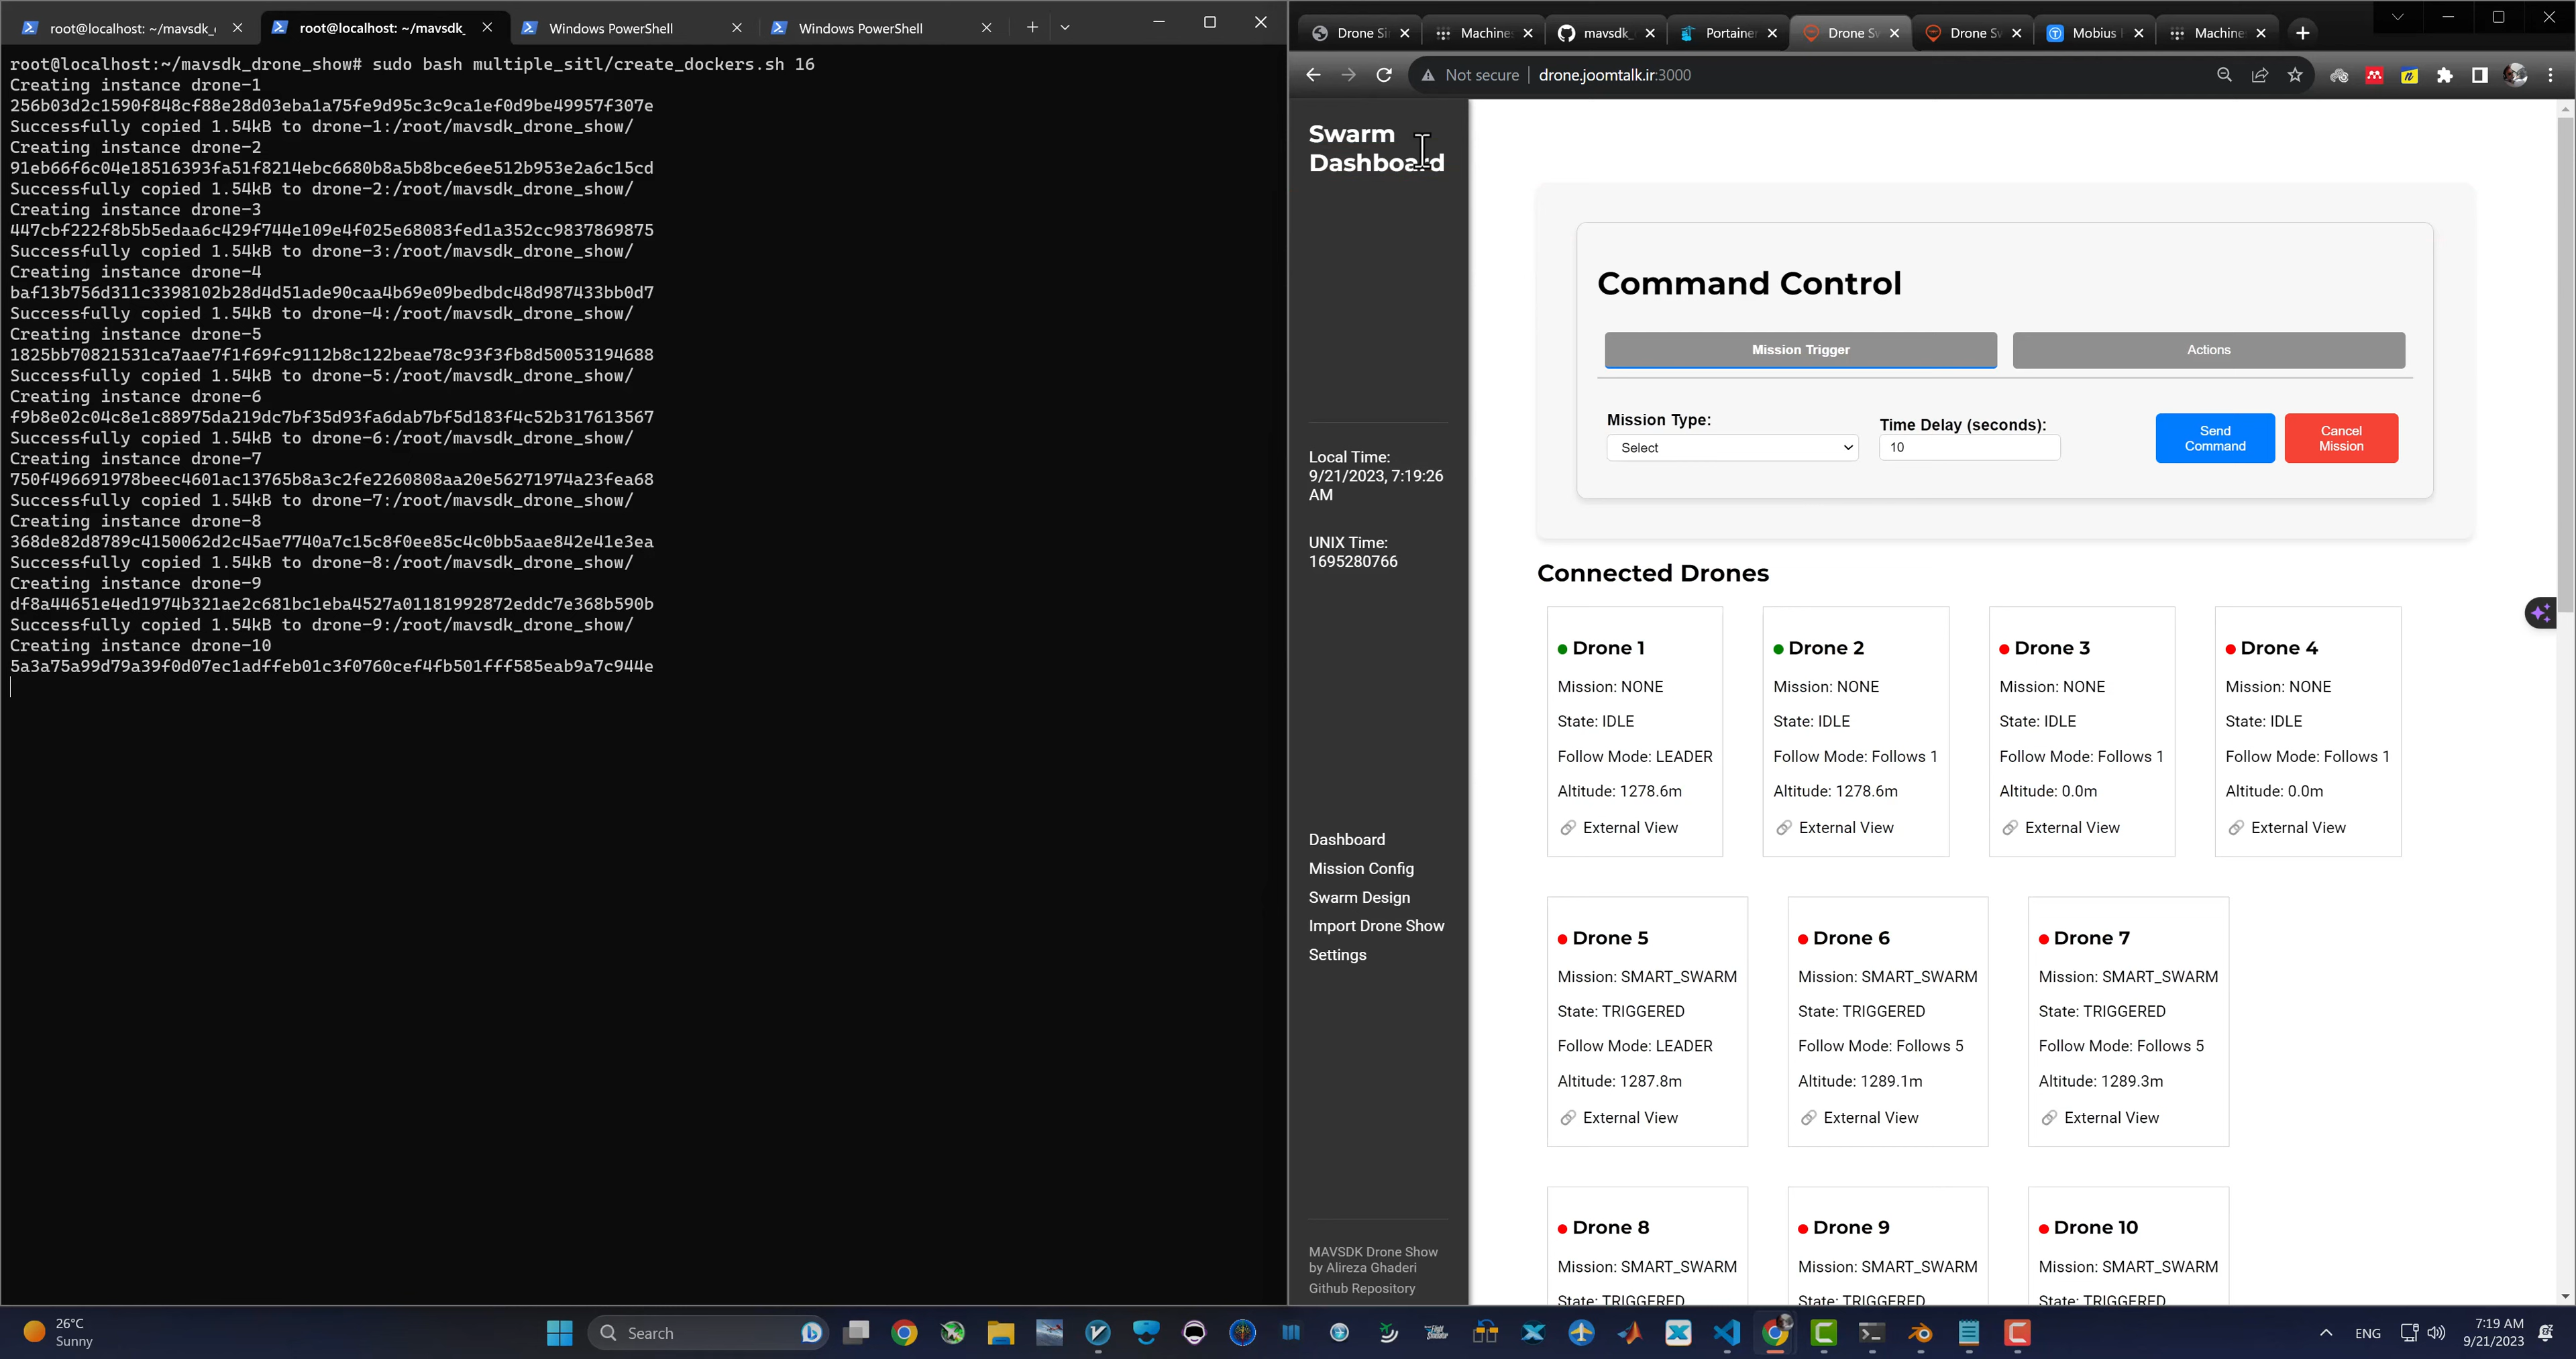 root@localhost: ~/mavsdk_
root@localhost: ~/mavsdk_
Windows PowerShell
Windows PowerShell
root@localhost:~/mavsdk_drone_show# sudo bash multiple_sitl/create_dockers.sh 16
Creating instance drone-1
256b03d2c1590f848cf88e28d03eba1a75fe9d95c3c9ca1ef0d9be49957f307e
Successfully copied 1.54kB to drone-1:/root/mavsdk_drone_show/
Creating instance drone-2
91eb66f6c04e18516393fa51f8214ebc6680b8a5b8bce6ee512b953e2a6c15cd
Successfully copied 1.54kB to drone-2:/root/mavsdk_drone_show/
Creating instance drone-3
447cbf222f8b5b5edaa6c429f744e109e4f025e68083fed1a352cc9837869875
Successfully copied 1.54kB to drone-3:/root/mavsdk_drone_show/
Creating instance drone-4
baf13b756d311c3398102b28d4d51ade90caa4b69e09bedbdc48d987433bb0d7
Successfully copied 1.54kB to drone-4:/root/mavsdk_drone_show/
Creating instance drone-5
1825bb70821531ca7aae7f1f69fc9112b8c122beae78c93f3fb8d50053194688
Successfully copied 1.54kB to drone-5:/root/mavsdk_drone_show/
Creating instance drone-6
f9b8e02c04c8e1c88975da219dc7bf35d93fa6dab7bf5d183f4c52b317613567
Successfully copied 1.54kB to drone-6:/root/mavsdk_drone_show/
Creating instance drone-7
750f496691978beec4601ac13765b8a3c2fe2260808aa20e56271974a23fea68
Successfully copied 1.54kB to drone-7:/root/mavsdk_drone_show/
Creating instance drone-8
368de82d8789c4150062d2c45ae7740a7c15c8f0ee85c4c0bb5aae842e41e3ea
Successfully copied 1.54kB to drone-8:/root/mavsdk_drone_show/
Creating instance drone-9
df8a44651e4ed1974b321ae2c681bc1eba4527a01181992872eddc7e368b590b
Successfully copied 1.54kB to drone-9:/root/mavsdk_drone_show/
Creating instance drone-10
5a3a75a99d79a39f0d07ec1adffeb01c3f0760cef4fb501fff585eab9a7c944e
Drone Si
Machine
mavsdk_
Portainer
Drone Sw
Drone Sw
Mobius
Machine
Not secure
drone.joomtalk.ir:3000
Swarm
Dashboard
Local Time:
9/21/2023, 7:19:26
AM
UNIX Time:
1695280766
Dashboard
Mission Config
Swarm Design
Import Drone Show
Settings
MAVSDK Drone Show
by Alireza Ghaderi
Github Repository
Command Control
Mission Trigger
Actions
Mission Type:
Select
Time Delay (seconds):
10
Send
Command
Cancel
Mission
Connected Drones
Drone 1
Mission: NONE
State: IDLE
Follow Mode: LEADER
Altitude: 1278.6m
External View
Drone 2
Mission: NONE
State: IDLE
Follow Mode: Follows 1
Altitude: 1278.6m
External View
Drone 3
Mission: NONE
State: IDLE
Follow Mode: Follows 1
Altitude: 0.0m
External View
Drone 4
Mission: NONE
State: IDLE
Follow Mode: Follows 1
Altitude: 0.0m
External View
Drone 5
Mission: SMART_SWARM
State: TRIGGERED
Follow Mode: LEADER
Altitude: 1287.8m
External View
Drone 6
Mission: SMART_SWARM
State: TRIGGERED
Follow Mode: Follows 5
Altitude: 1289.1m
External View
Drone 7
Mission: SMART_SWARM
State: TRIGGERED
Follow Mode: Follows 5
Altitude: 1289.3m
External View
Drone 8
Mission: SMART_SWARM
State: TRIGGERED
Drone 9
Mission: SMART_SWARM
State: TRIGGERED
Drone 10
Mission: SMART_SWARM
State: TRIGGERED
26°C
Sunny
Search
ENG
7:19 AM
9/21/2023